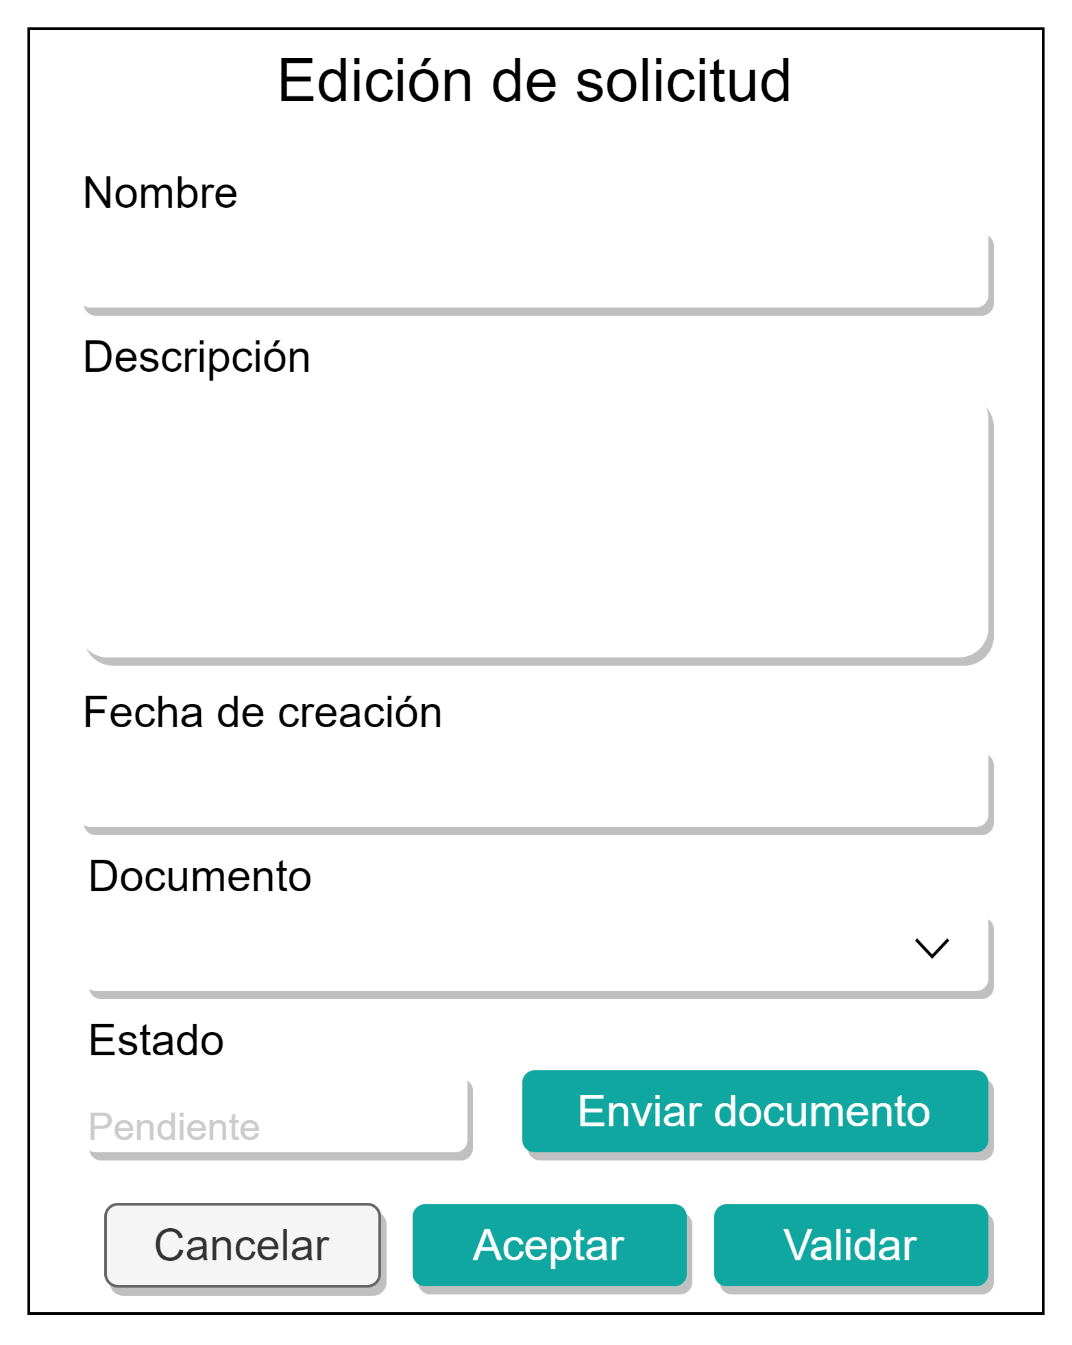 Edición de solicitud
Nombre
Descripción
Fecha de creación
Documento
Estado
Pendiente
Enviar documento
Cancelar
Aceptar
Validar